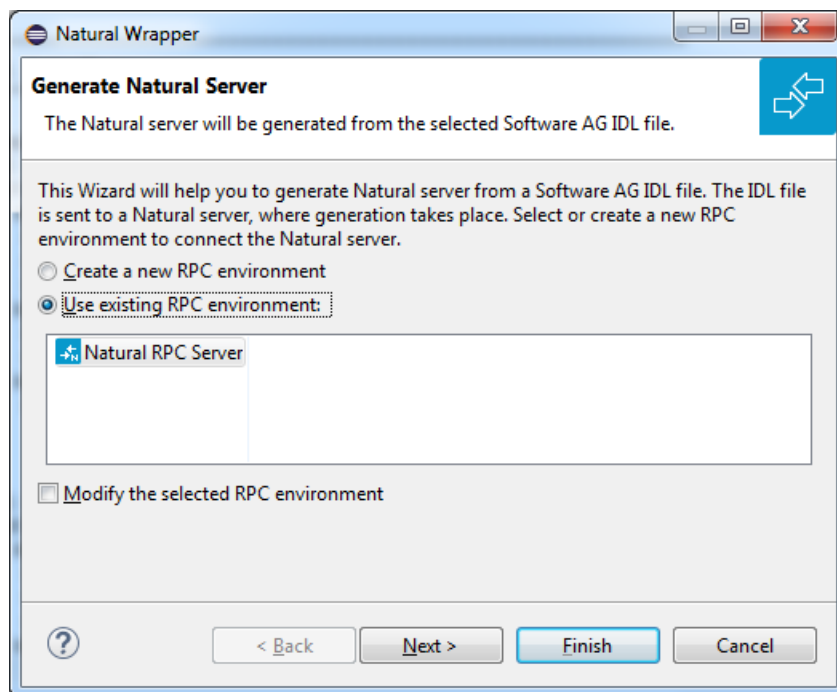 Natural Wrapper
Generate Natural Server
The Natural server will be generated from the selected Software AG IDL file.
This Wizard will help you to generate Natural server from a Software AG IDL file. The IDL file
is sent to a Natural server, where generation takes place. Select or create a new RPC
environment to connect the Natural server.
Create a new RPC environment
Use existing RPC environment:
Natural RPC Server
Modify the selected RPC environment
? < Back Next > Finish Cancel